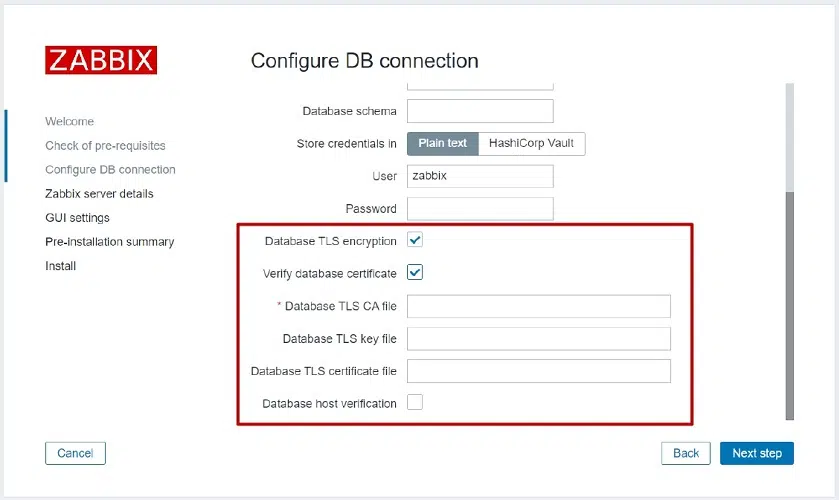 ZABBIX
Configure DB connection
Welcome
Check of pre-requisites
Configure DB connection
Zabbix server details
GUI settings
Pre-installation summary
Install
Database schema
Store credentials in Plain text HashiCorp Vault
User zabbix
Password
Database TLS encryption
Verify database certificate
* Database TLS CA file
Database TLS key file
Database TLS certificate file
Database host verification
Cancel Back Next step